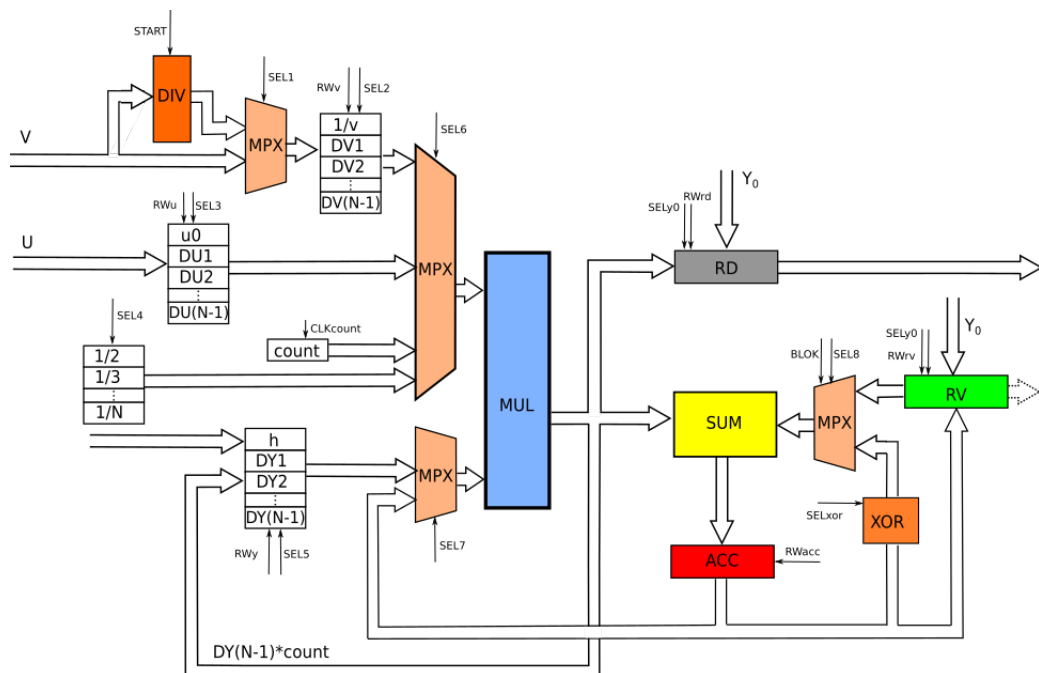 START
DIV
V
SEL1
MPX
RWv
SEL2
1/v
DV1
DV2
DV(N-1)
SEL6
RWu
SEL3
U
u0
DU1
DU2
DU(N-1)
MPX
SEL4
1/2
1/3
1/N
CLKcount
count
h
DY1
DY2
DY(N-1)
RWy
SEL5
MPX
SEL7
MUL
Y0
SELy0
RWrd
RD
Y0
SELy0
RWrv
RV
BLOK
SEL8
MPX
SUM
SELxor
XOR
ACC
RWacc
DY(N-1)*count